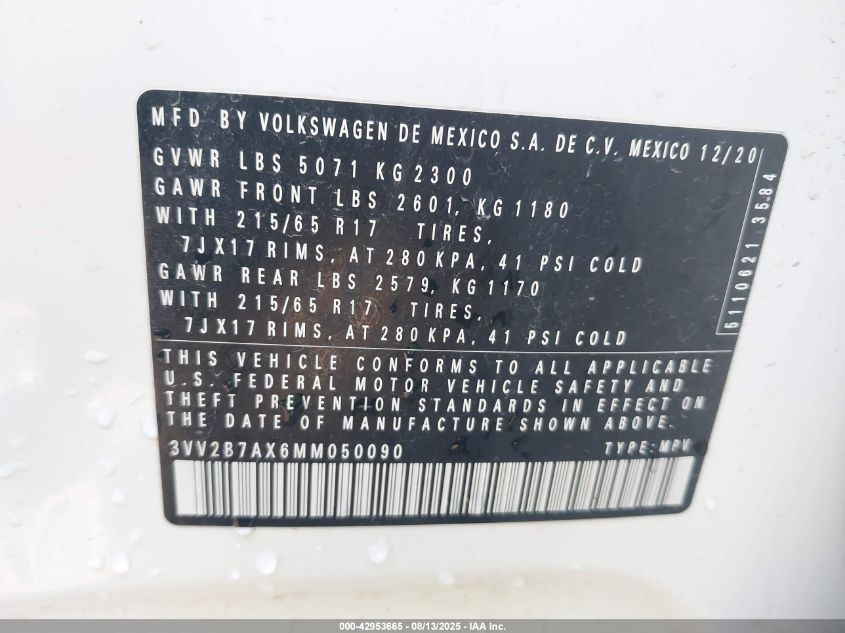 MFD BY VOLKSWAGEN DE MEXICO S.A. DE C.V. MEXICO 12/20
GVWR LBS 5071 KG 2300
GAWR FRONT LBS 2601, KG 1180
WITH 215/65 R17 TIRES,
7JX17 RIMS, AT 280 KPA, 41 PSI COLD
GAWR REAR LBS 2579, KG 1170
WITH 215/65 R17 TIRES,
7JX17 RIMS, AT 280 KPA, 41 PSI COLD
5110621 35.84
THIS VEHICLE CONFORMS TO ALL APPLICABLE
U.S. FEDERAL MOTOR VEHICLE SAFETY AND
THEFT PREVENTION STANDARDS IN EFFECT ON
THE DATE OF MANUFACTURE SHOWN ABOVE.
3VV2B7AX6MM050090 TYPE: MPV
000-42953665 - 08/13/2025 - IAA Inc.